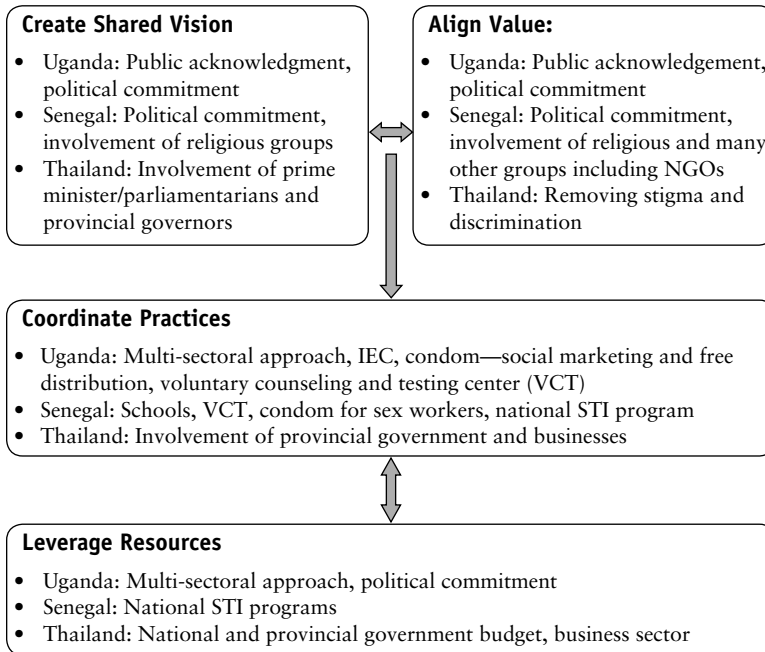 Create Shared Vision
• Uganda: Public acknowledgment,
political commitment
• Senegal: Political commitment,
involvement of religious groups
• Thailand: Involvement of prime
minister/parliamentarians and
provincial governors
Align Value:
• Uganda: Public acknowledgement,
political commitment
• Senegal: Political commitment,
involvement of religious and many
other groups including NGOs
• Thailand: Removing stigma and
discrimination
Coordinate Practices
• Uganda: Multi-sectoral approach, IEC, condom—social marketing and free
distribution, voluntary counseling and testing center (VCT)
• Senegal: Schools, VCT, condom for sex workers, national STI program
• Thailand: Involvement of provincial government and businesses
Leverage Resources
• Uganda: Multi-sectoral approach, political commitment
• Senegal: National STI programs
• Thailand: National and provincial government budget, business sector